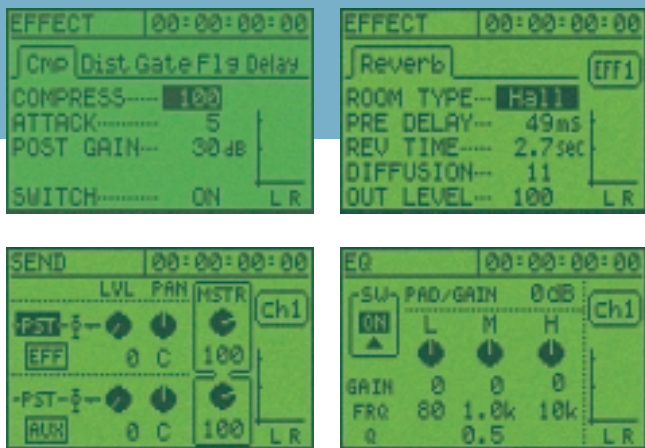 EFFECT 00:00:00:00
Cmp Dist Gate Flg Delay
COMPRESS 100
ATTACK 5
POST GAIN 30 dB
SWITCH ON
L R
EFFECT 00:00:00:00
Reverb
EFF1
ROOM TYPE Hall
PRE DELAY 49mS
REV TIME 2.7sec
DIFFUSION 11
OUT LEVEL 100
L R
SEND 00:00:00:00
LVL PAN MSTR
Ch1
PST
EFF 0 C 100
PST
AUX 0 C 100
L R
EQ 00:00:00:00
SW PAD/GAIN 0dB
Ch1
ON L M H
GAIN 0 0 0
FRQ 80 1.0k 10k
Q 0.5
L R